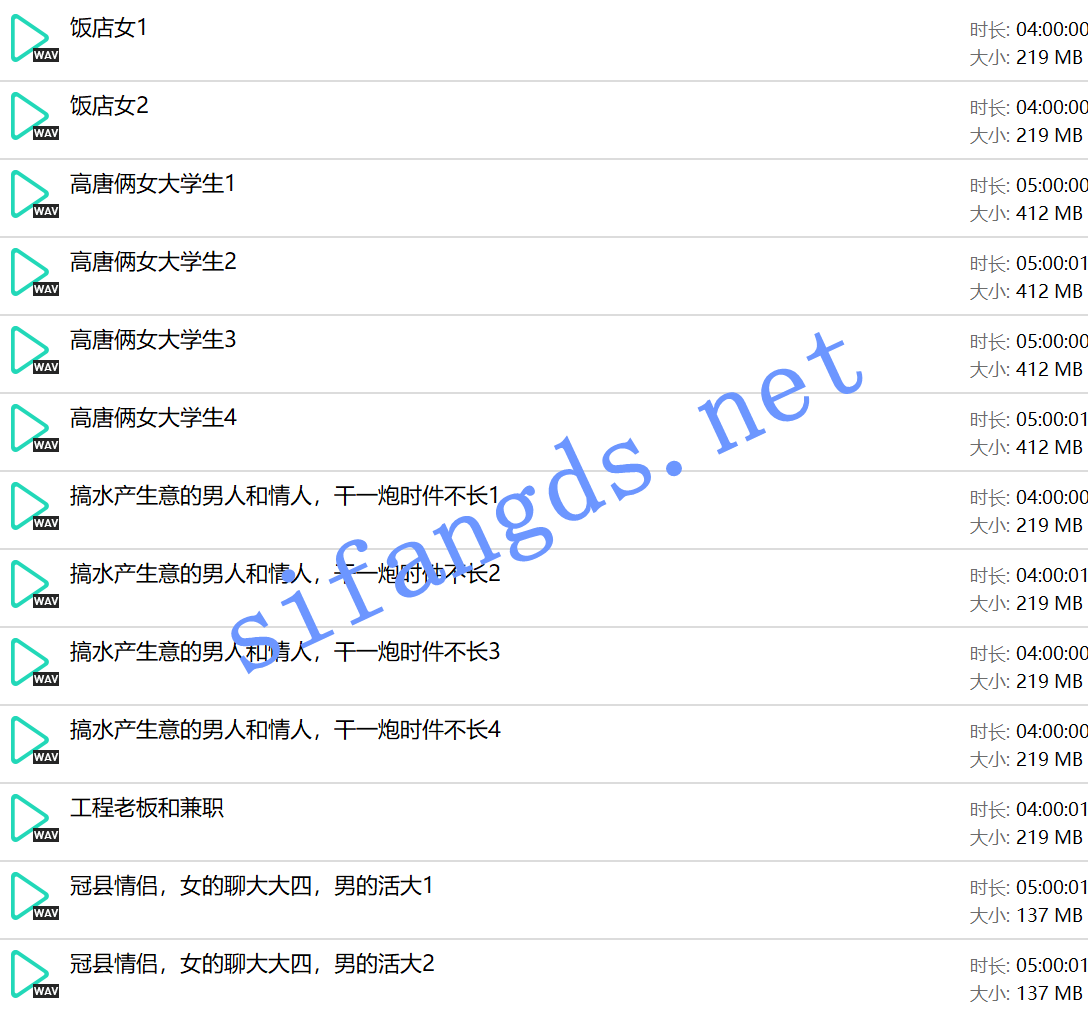 饭店女1
时长: 04:00:00
WAV
大小: 219 MB
饭店女2
时长: 04:00:00
WAV
大小: 219 MB
高唐俩女大学生1
时长: 05:00:00
WAV
大小: 412 MB
高唐俩女大学生2
时长: 05:00:01
WAV
大小: 412 MB
高唐俩女大学生3
时长: 05:00:00
WAV
大小: 412 MB
高唐俩女大学生4
时长: 05:00:01
WAV
大小: 412 MB
搞水产生意的男人和情人，干一炮时件不长1
时长: 04:00:00
WAV
大小: 219 MB
搞水产生意的男人和情人，干一炮时件不长2
时长: 04:00:01
WAV
大小: 219 MB
搞水产生意的男人和情人，干一炮时件不长3
时长: 04:00:00
WAV
大小: 219 MB
搞水产生意的男人和情人，干一炮时件不长4
时长: 04:00:00
WAV
大小: 219 MB
工程老板和兼职
时长: 04:00:01
WAV
大小: 219 MB
冠县情侣，女的聊大大四，男的活大1
时长: 05:00:01
WAV
大小: 137 MB
冠县情侣，女的聊大大四，男的活大2
时长: 05:00:01
WAV
大小: 137 MB
sifangds.net